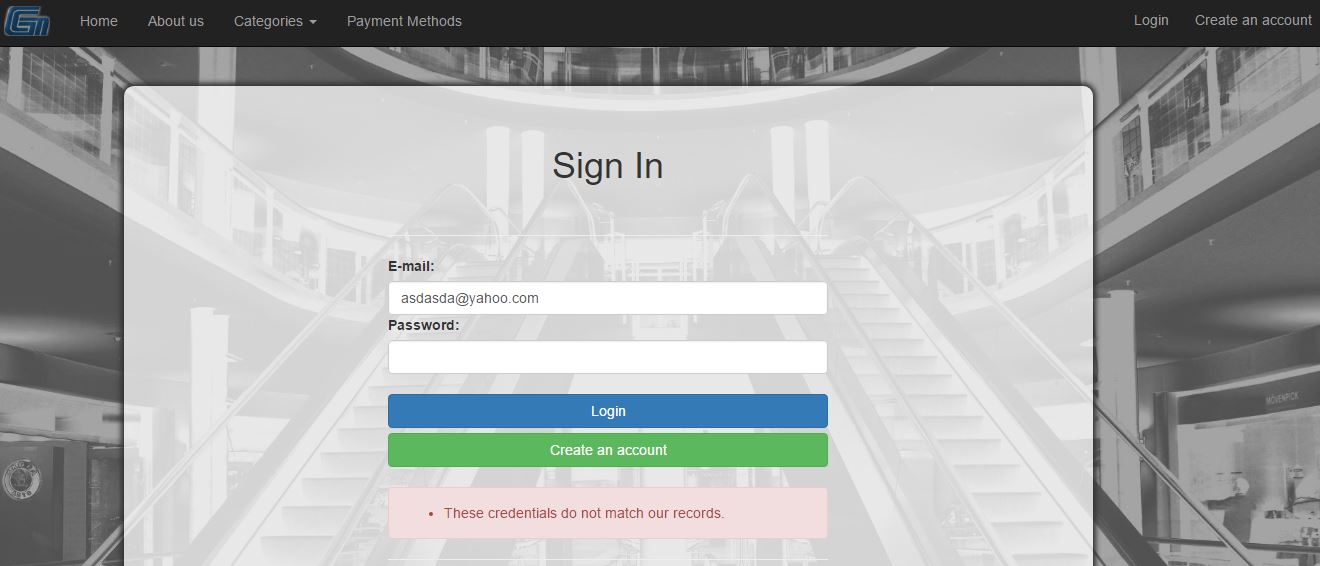 Home About us Categories Payment Methods Login Create an account
Sign In
E-mail:
asdasda@yahoo.com
Password:
Login
Create an account
MÖVENPICK
These credentials do not match our records.